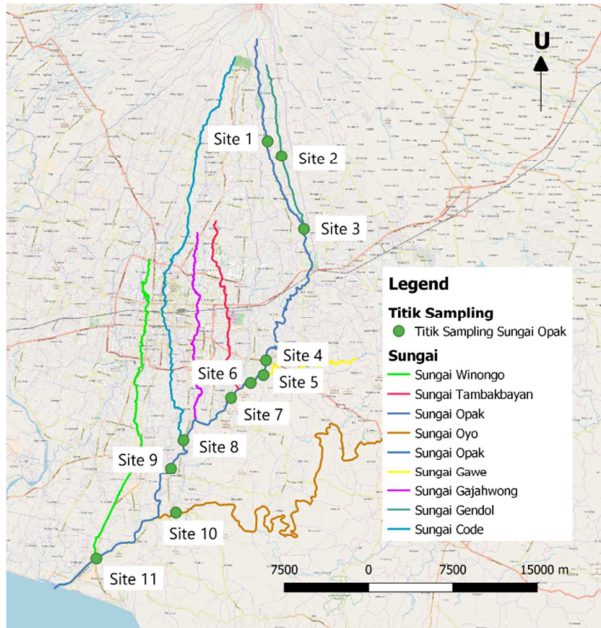 U
Site 1
Site 2
Site 3
Legend
Titik Sampling
Titik Sampling Sungai Opak
Sungai
Sungai Winongo
Sungai Tambakbayan
Sungai Opak
Sungai Oyo
Sungai Opak
Sungai Gawe
Sungai Gajahwong
Sungai Gendol
Sungai Code
Site 4
Site 6
Site 5
Site 7
Site 8
Site 9
Site 10
Site 11
7500 0 7500 15000 m